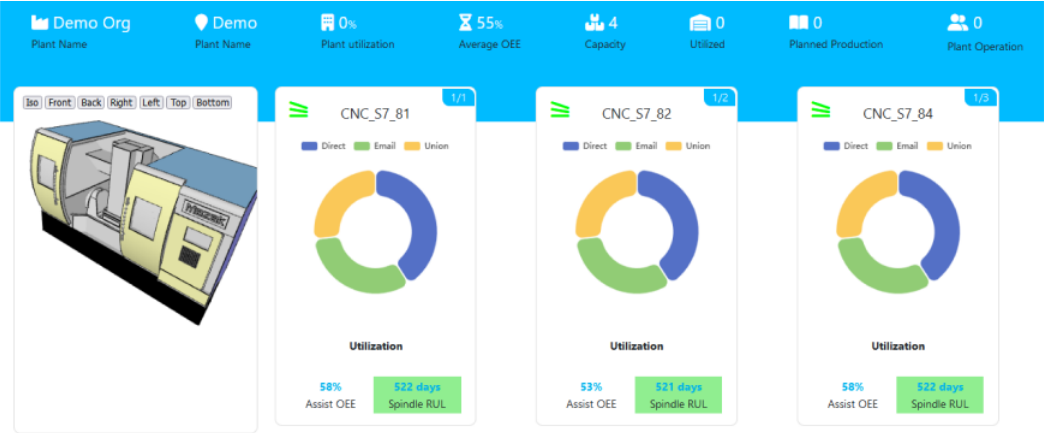 Demo Org
Plant Name
Demo
Plant Name
0%
Plant utilization
55%
Average OEE
4
Capacity
0
Utilized
0
Planned Production
0
Plant Operation
Iso Front Back Right Left Top Bottom
Mazak
1/1
CNC_S7_81
Direct Email Union
Utilization
58%
Assist OEE
522 days
Spindle RUL
1/2
CNC_S7_82
Direct Email Union
Utilization
53%
Assist OEE
521 days
Spindle RUL
1/3
CNC_S7_84
Direct Email Union
Utilization
58%
Assist OEE
522 days
Spindle RUL